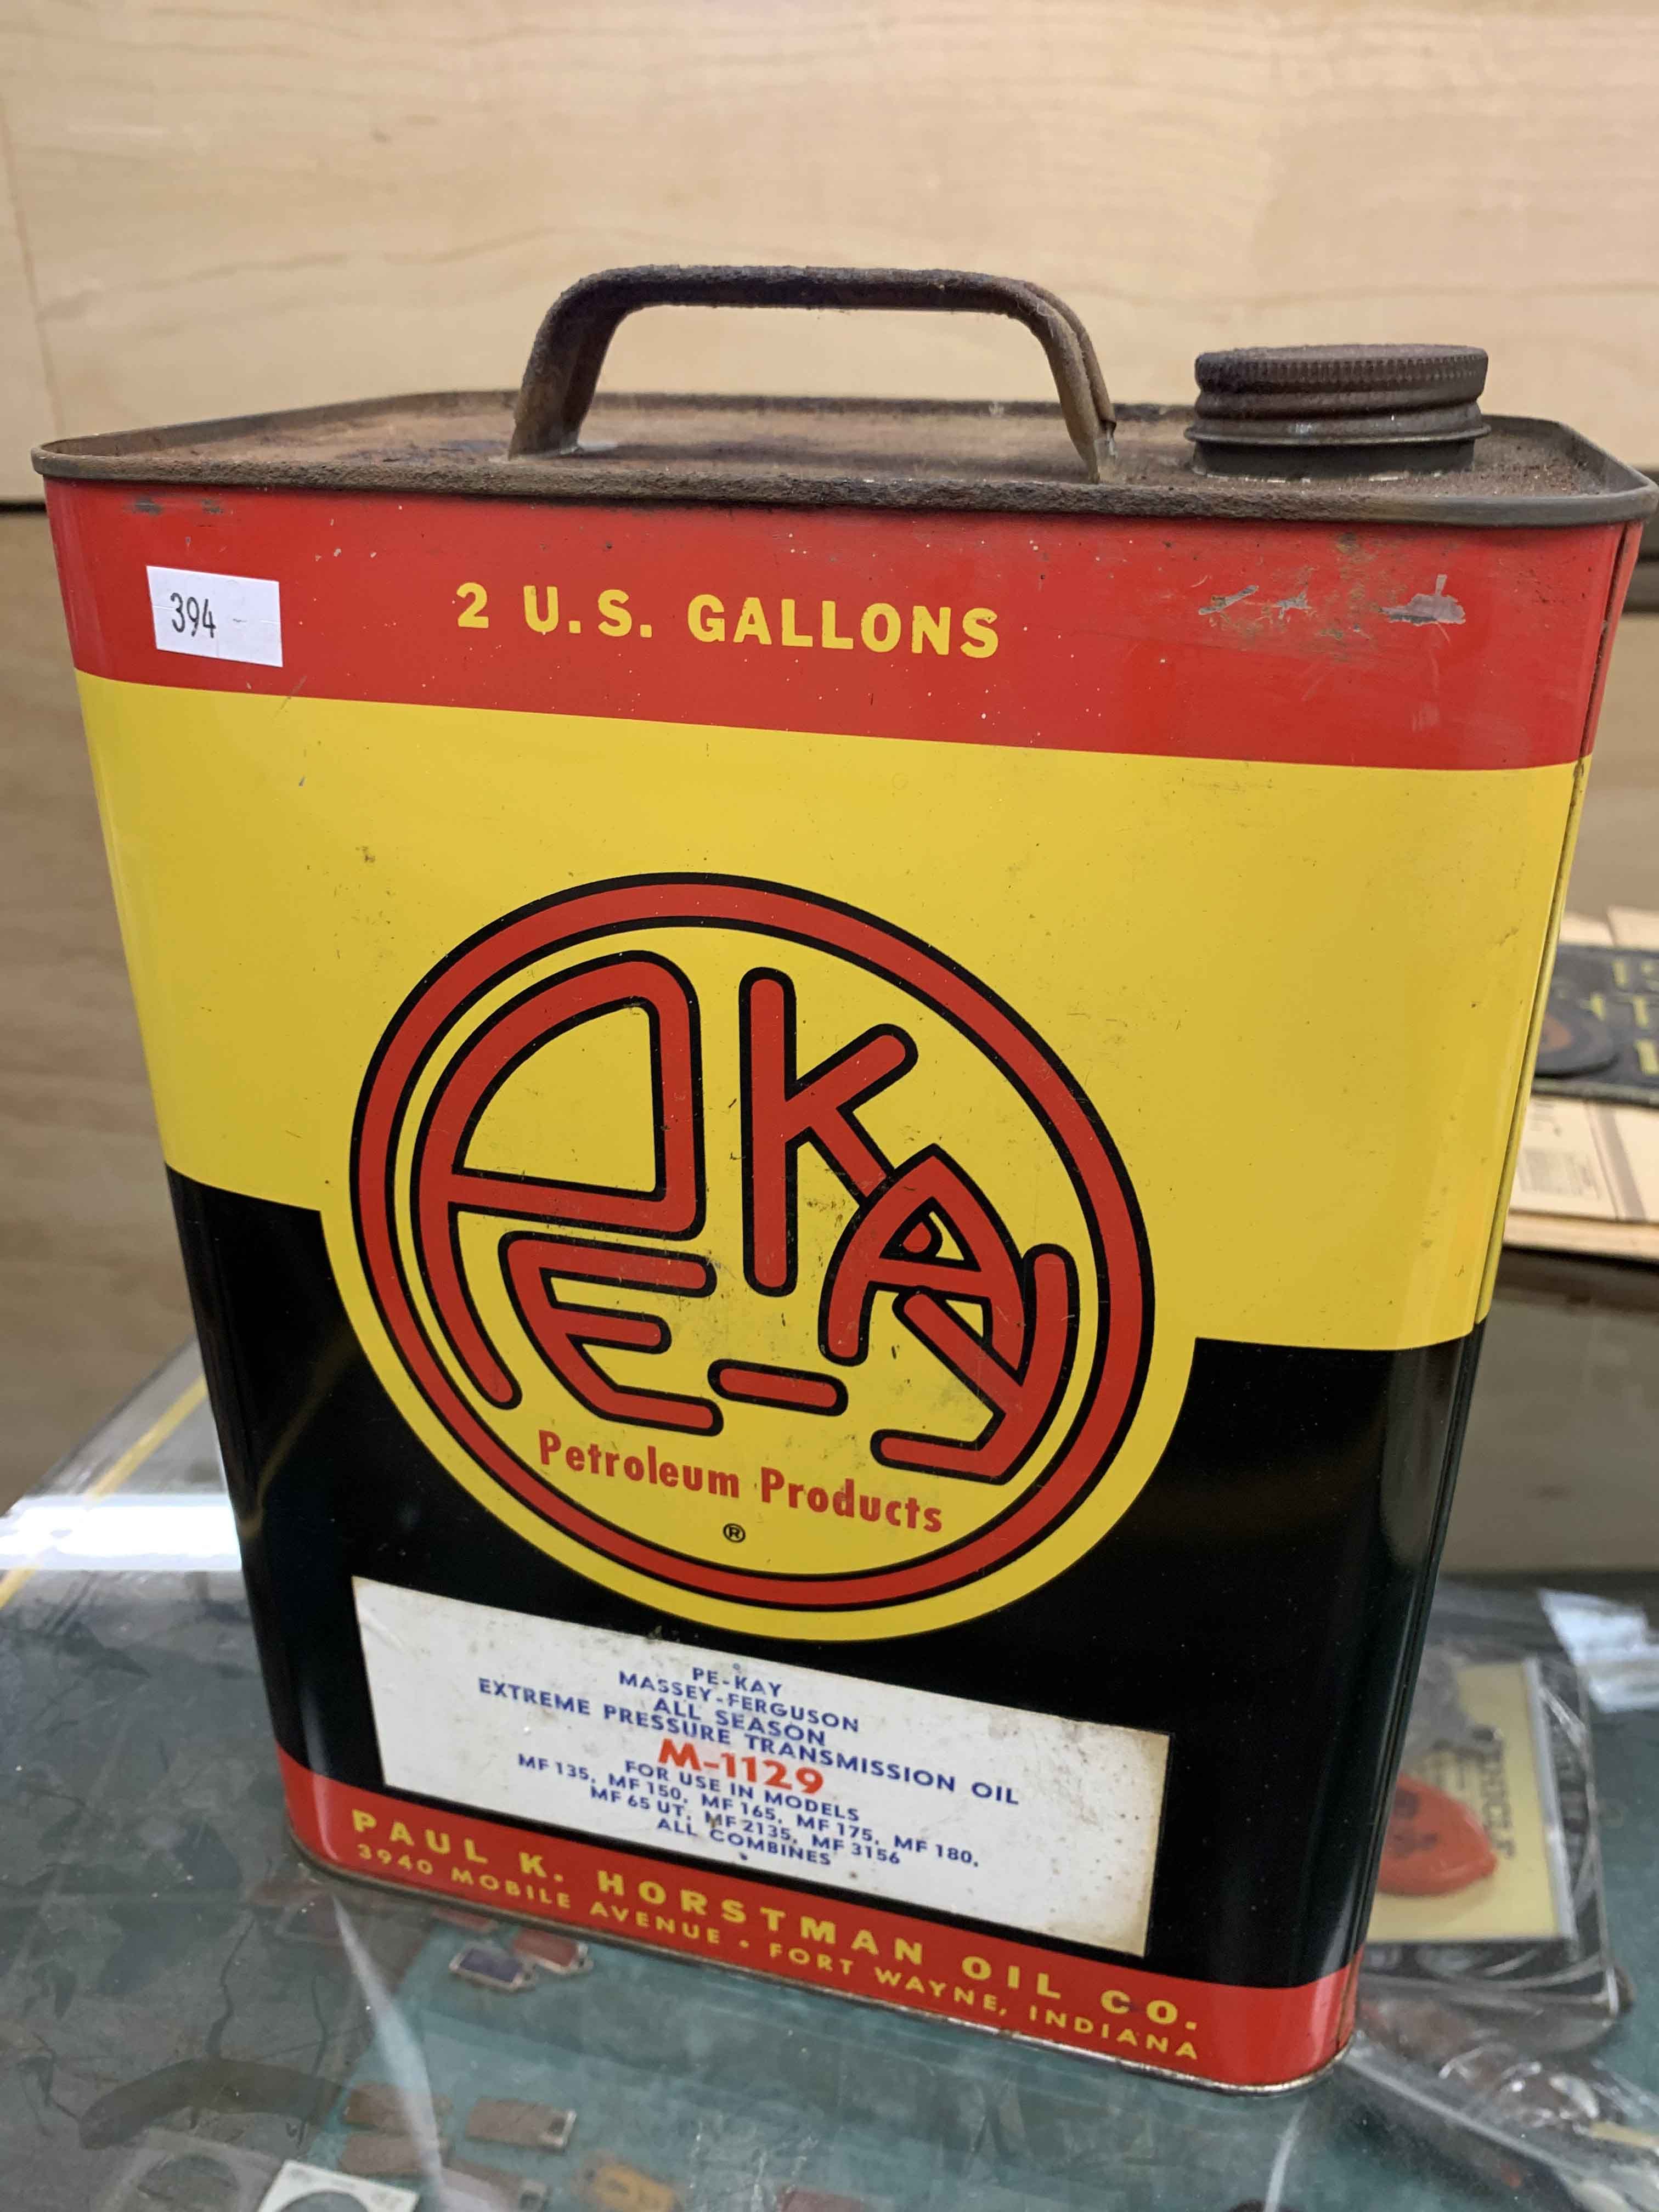 394
2 U.S. GALLONS
PE-KAY
Petroleum Products
®
PE-KAY
MASSEY-FERGUSON
ALL SEASON
EXTREME PRESSURE TRANSMISSION OIL
M-1129
FOR USE IN MODELS
MF 135, MF 150, MF 165, MF 175, MF 180,
MF 65 UT, MF 2135, MF 3156
ALL COMBINES
PAUL K. HORSTMAN OIL CO.
3940 MOBILE AVENUE • FORT WAYNE, INDIANA